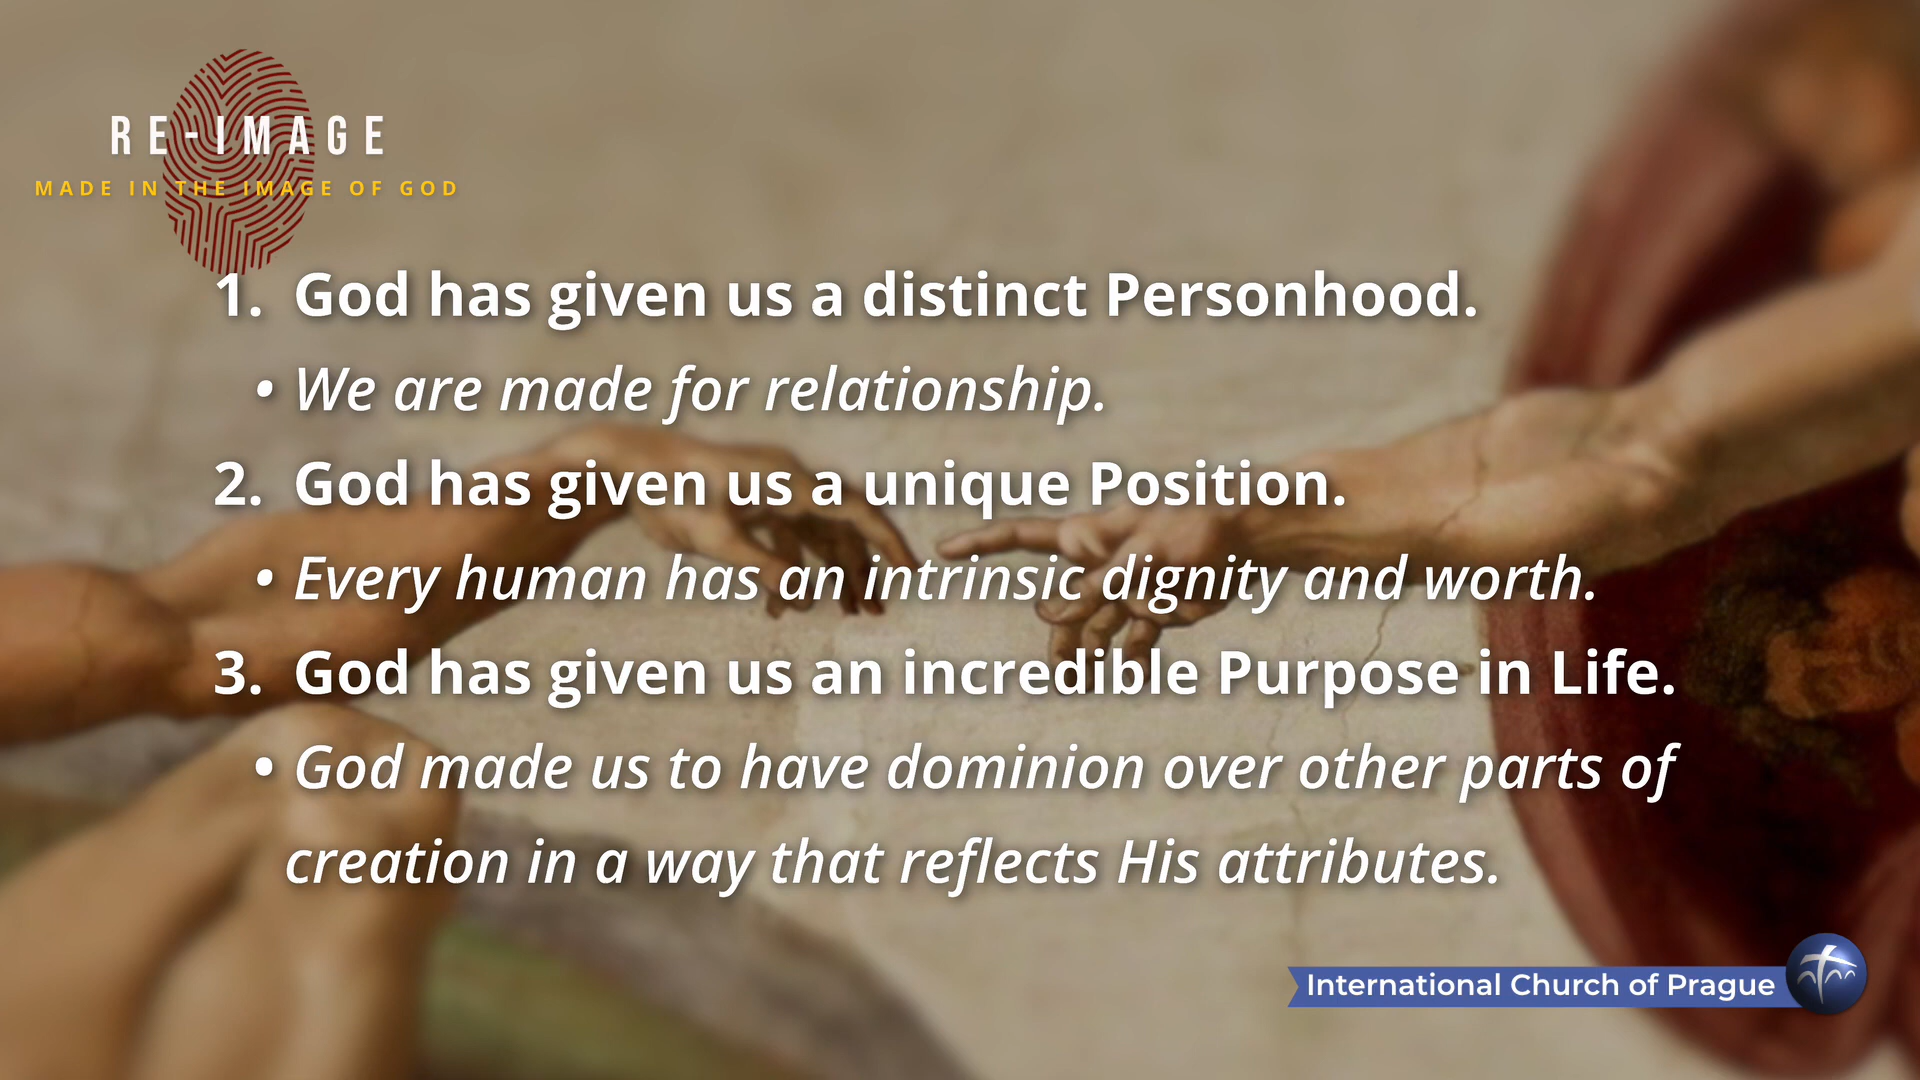 RE-IMAGE
MADE IN THE IMAGE OF GOD
1. God has given us a distinct Personhood.
• We are made for relationship.
2. God has given us a unique Position.
• Every human has an intrinsic dignity and worth.
3. God has given us an incredible Purpose in Life.
• God made us to have dominion over other parts of
creation in a way that reflects His attributes.
International Church of Prague